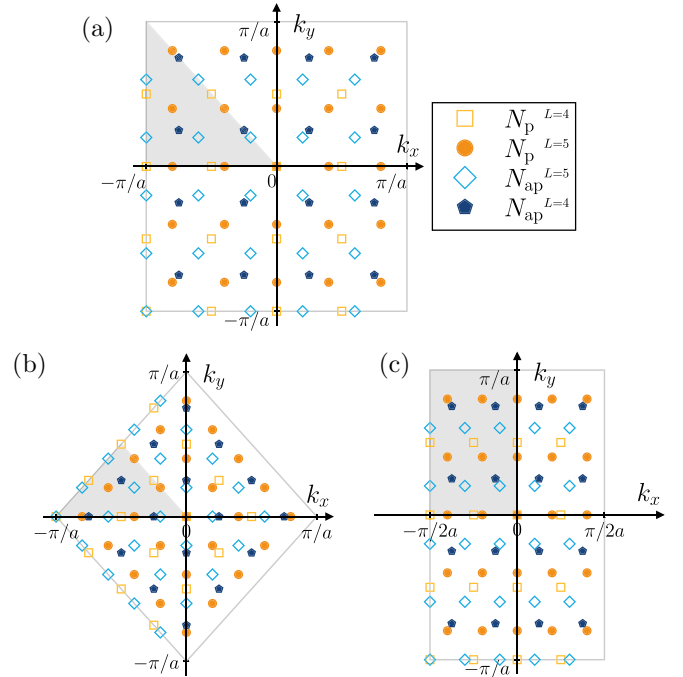 (a)
π/a
k_y
k_x
−π/a
0
π/a
−π/a
N_p^{L=4}
N_p^{L=5}
N_ap^{L=5}
N_ap^{L=4}
(b)
π/a
k_y
k_x
−π/a
0
π/a
−π/a
(c)
π/a
k_y
k_x
−π/2a
0
π/2a
−π/a